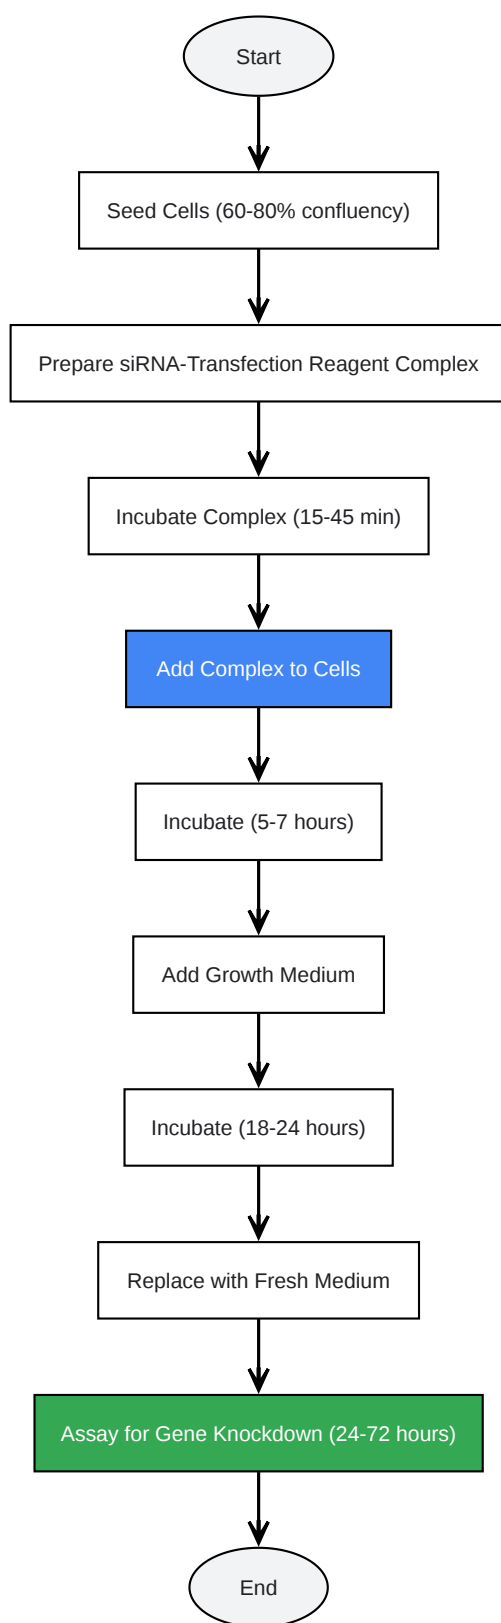 Start
Seed Cells (60-80% confluency)
Prepare siRNA-Transfection Reagent Complex
Incubate Complex (15-45 min)
Add Complex to Cells
Incubate (5-7 hours)
Add Growth Medium
Incubate (18-24 hours)
Replace with Fresh Medium
Assay for Gene Knockdown (24-72 hours)
End